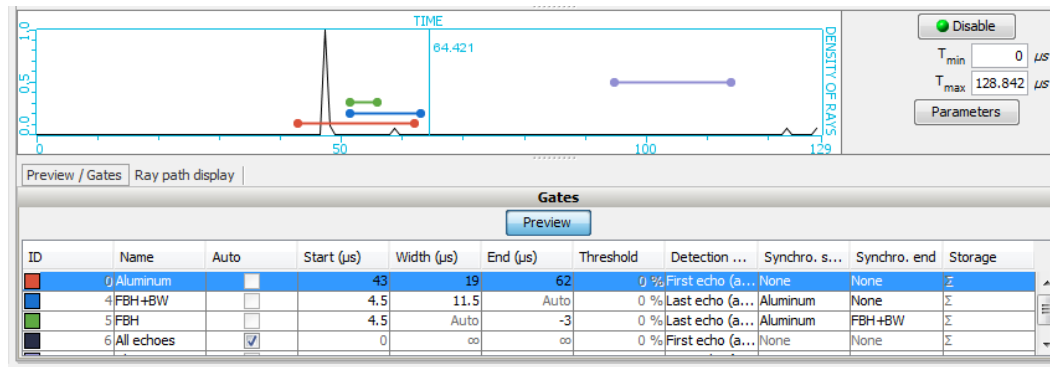 TIME
1.0
0.5
0.0
64.421
DENSITY OF RAYS
0 50 100 129
Disable
Tmin 0 µs
Tmax 128.842 µs
Parameters
Preview / Gates Ray path display
Gates
Preview
ID Name Auto Start (µs) Width (µs) End (µs) Threshold Detection ... Synchro. s... Synchro. end Storage
0 Aluminum 43 19 62 0 % First echo (a... None None Σ
4 FBH+BW 4.5 11.5 Auto 0 % Last echo (a... Aluminum None Σ
5 FBH 4.5 Auto -3 0 % Last echo (a... Aluminum FBH+BW Σ
6 All echoes 0 ∞ ∞ 0 % First echo (a... None None Σ